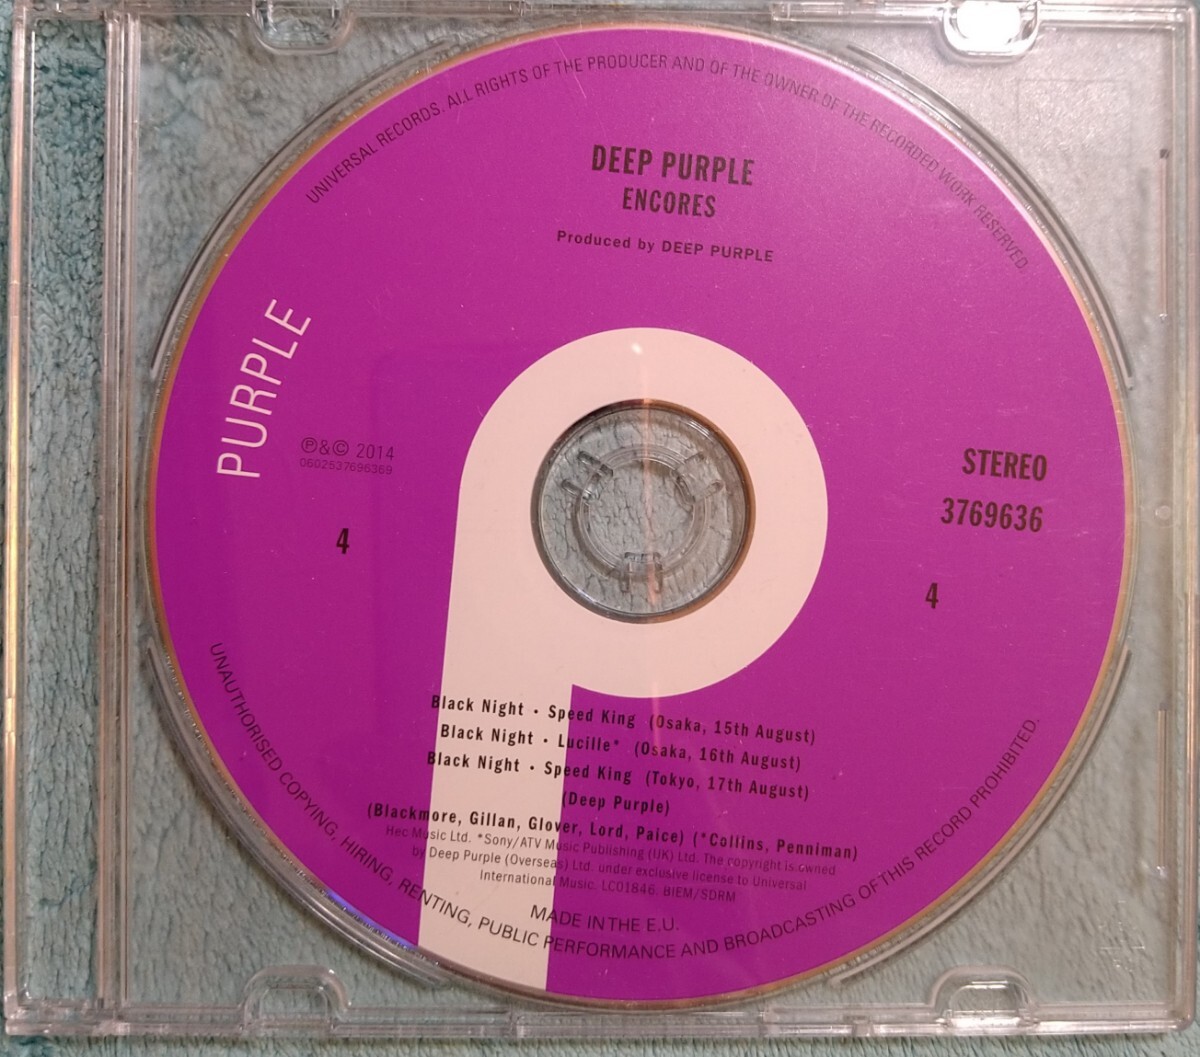 UNIVERSAL RECORDS. ALL RIGHTS OF THE PRODUCER AND OF THE OWNER OF THE RECORDED WORK RESERVED.
DEEP PURPLE
ENCORES
Produced by DEEP PURPLE
PURPLE
℗&© 2014
0602537696369
4
STEREO
3769636
4
Black Night • Speed King (Osaka, 15th August)
Black Night • Lucille* (Osaka, 16th August)
Black Night • Speed King (Tokyo, 17th August)
(Deep Purple)
(Blackmore, Gillan, Glover, Lord, Paice) (*Collins, Penniman)
Hec Music Ltd. *Sony/ATV Music Publishing (UK) Ltd. The copyright is owned
by Deep Purple (Overseas) Ltd. under exclusive license to Universal
International Music. LC01846. BIEM/SDRM
MADE IN THE E.U.
UNAUTHORISED COPYING, HIRING, RENTING, PUBLIC PERFORMANCE AND BROADCASTING OF THIS RECORD PROHIBITED.